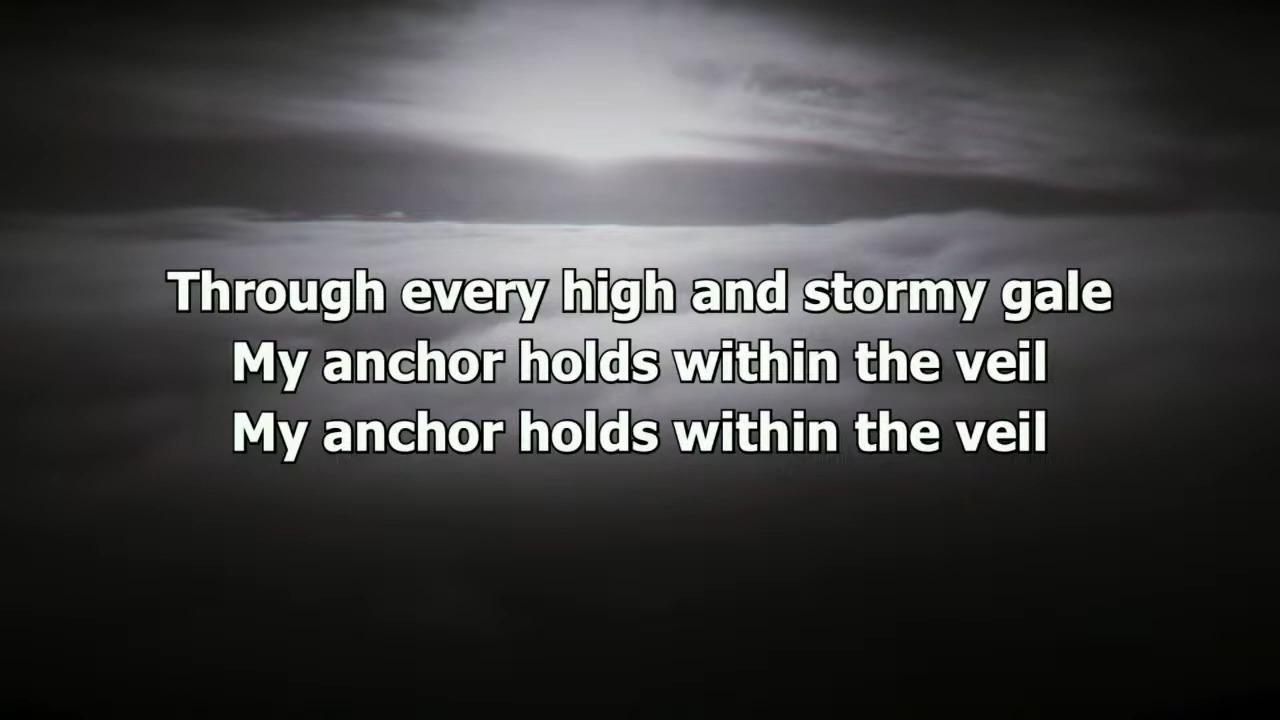 Through every high and stormy gale
My anchor holds within the veil
My anchor holds within the veil